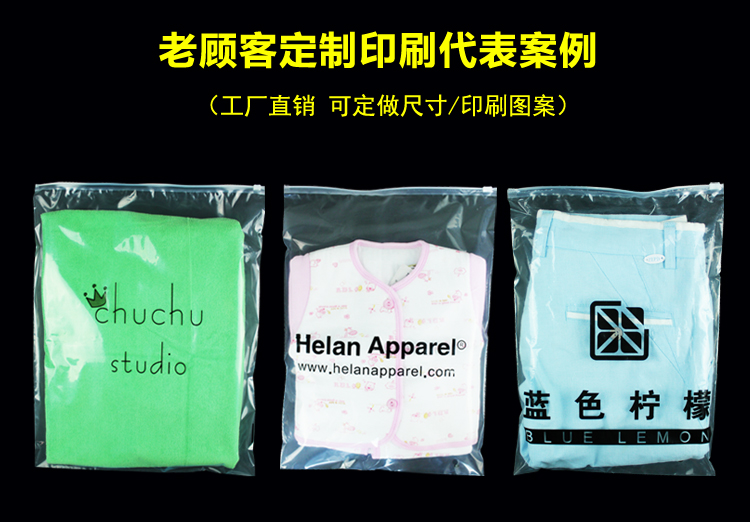 老顾客定制印刷代表案例
（工厂直销 可定做尺寸/印刷图案）
chuchu
studio
Helan Apparel®
www.helanapparel.com
蓝色柠檬
BLUE LEMON